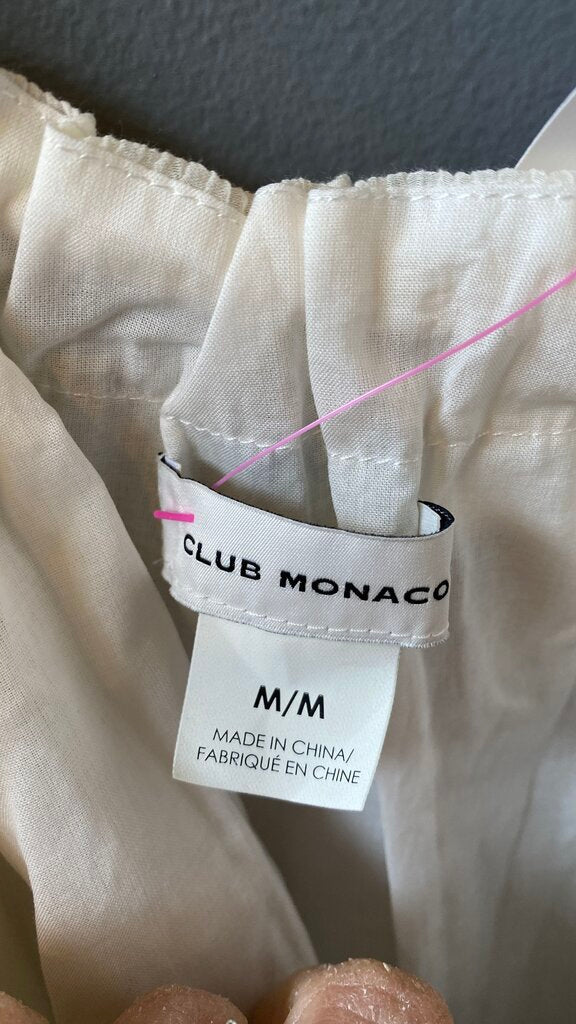 CLUB MONACO
M/M
MADE IN CHINA/
FABRIQUÉ EN CHINE